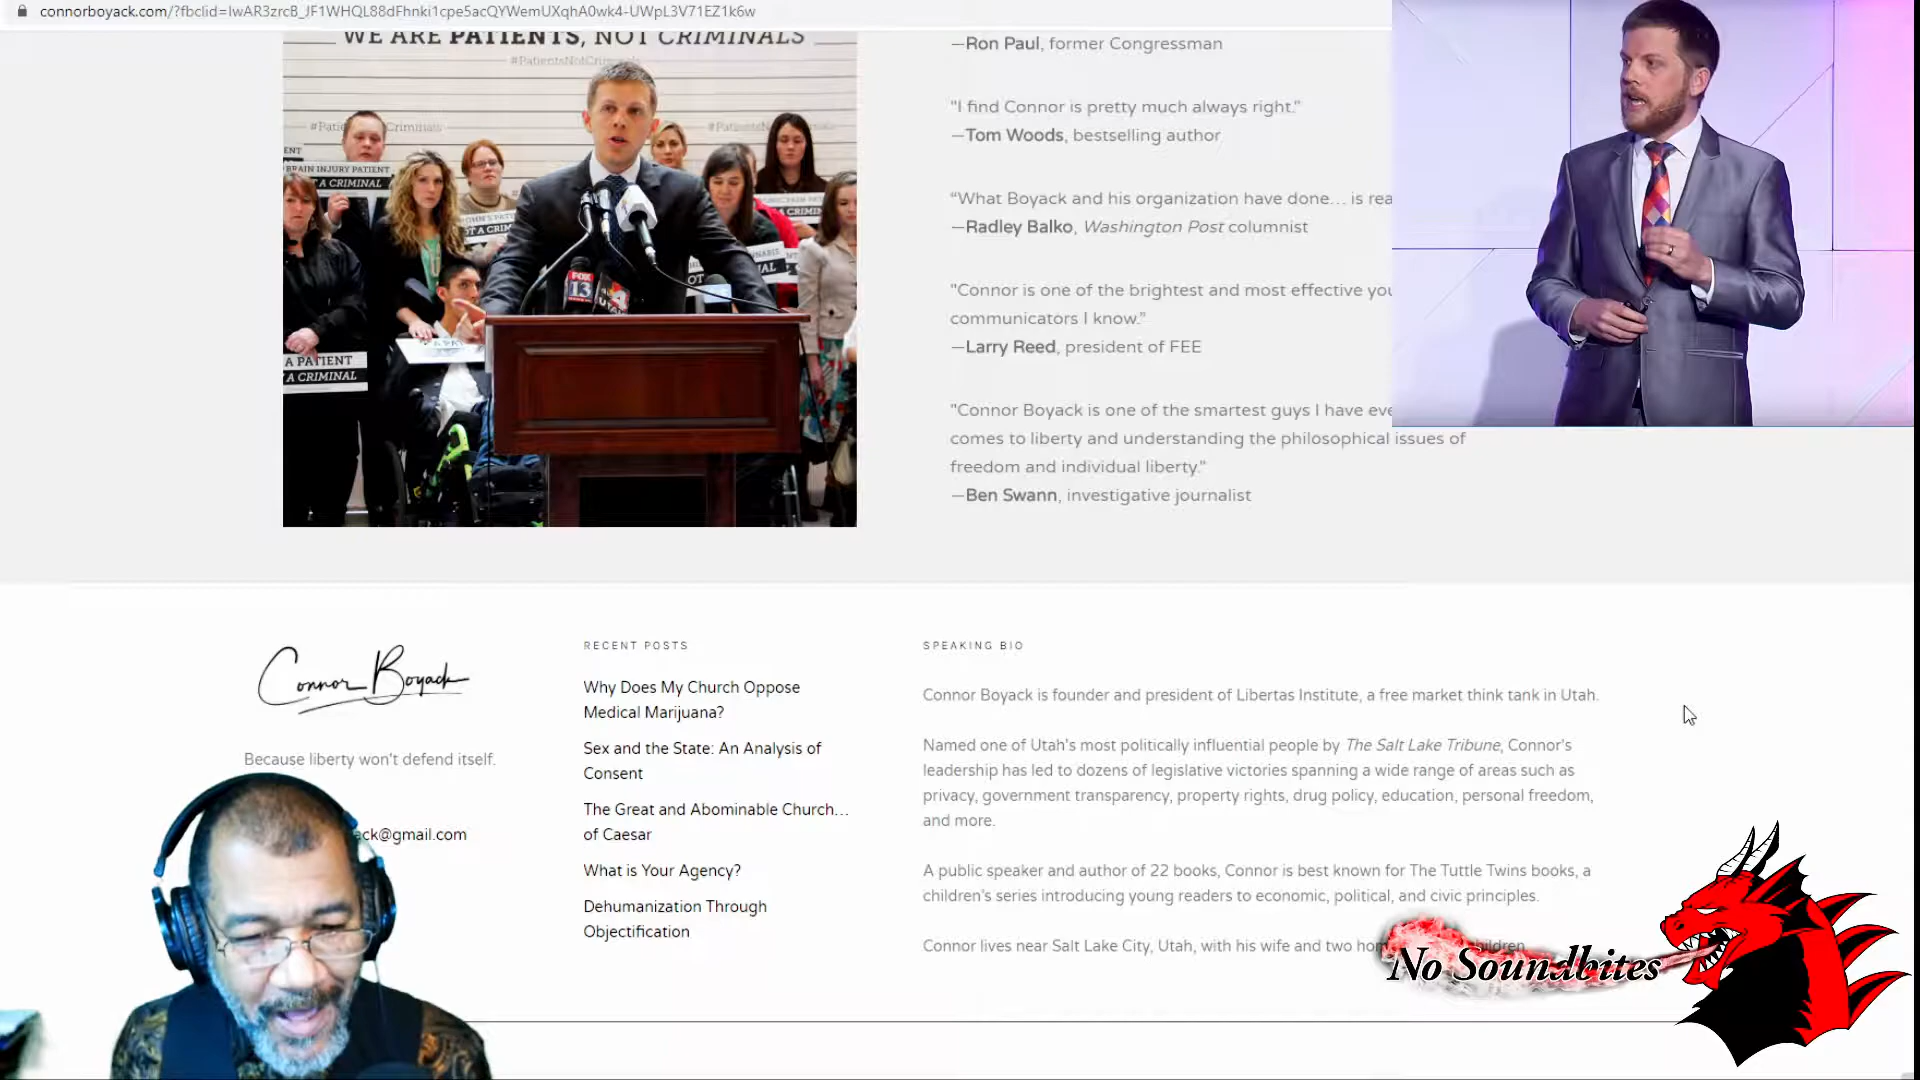 connorboyack.com/?fbclid=IwAR3zrcB_JF1WHQL88dFhnki1cpe5acQYWemUXqhA0wk4-UWpL3V71EZ1k6w
WE ARE PATIENTS, NOT CRIMINALS
BRAIN INJURY PATIENT
A CRIMINAL
A PATIENT
A CRIMINAL
FOX
13
—Ron Paul, former Congressman
"I find Connor is pretty much always right."
—Tom Woods, bestselling author
"What Boyack and his organization have done... is
—Radley Balko, Washington Post columnist
"Connor is one of the brightest and most effective
communicators I know."
—Larry Reed, president of FEE
"Connor Boyack is one of the smartest guys I have
comes to liberty and understanding the philosophical issues of
freedom and individual liberty."
—Ben Swann, investigative journalist
Connor Boyack
Because liberty won't defend itself.
ack@gmail.com
RECENT POSTS
Why Does My Church Oppose
Medical Marijuana?
Sex and the State: An Analysis of
Consent
The Great and Abominable Church...
of Caesar
What is Your Agency?
Dehumanization Through
Objectification
SPEAKING BIO
Connor Boyack is founder and president of Libertas Institute, a free market think tank in Utah.
Named one of Utah's most politically influential people by The Salt Lake Tribune, Connor's
leadership has led to dozens of legislative victories spanning a wide range of areas such as
privacy, government transparency, property rights, drug policy, education, personal freedom,
and more.
A public speaker and author of 22 books, Connor is best known for The Tuttle Twins books, a
children's series introducing young readers to economic, political, and civic principles.
Connor lives near Salt Lake City, Utah, with his wife and two
No Soundbites